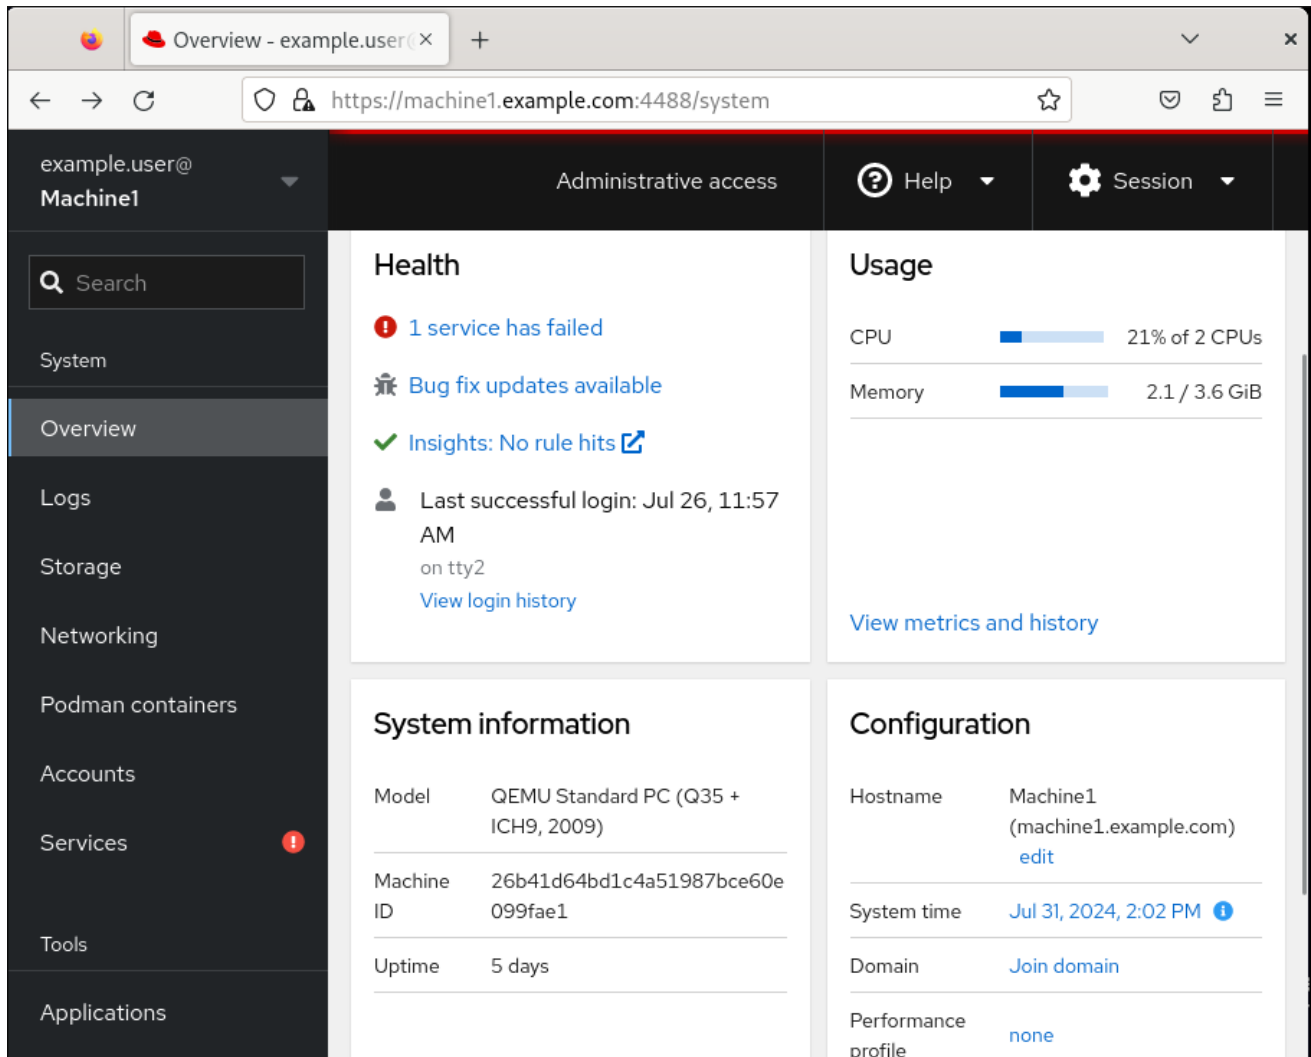 Overview - example.user@
https://machine1.example.com:4488/system
example.user@
Machine1
Administrative access
Help
Session
Search
System
Overview
Logs
Storage
Networking
Podman containers
Accounts
Services
Tools
Applications
Health
1 service has failed
Bug fix updates available
Insights: No rule hits
Last successful login: Jul 26, 11:57
AM
on tty2
View login history
Usage
CPU 21% of 2 CPUs
Memory 2.1 / 3.6 GiB
View metrics and history
System information
Model QEMU Standard PC (Q35 +
ICH9, 2009)
Machine 26b41d64bd1c4a51987bce60e
ID 099fae1
Uptime 5 days
Configuration
Hostname Machine1
(machine1.example.com)
edit
System time Jul 31, 2024, 2:02 PM
Domain Join domain
Performance
profile none